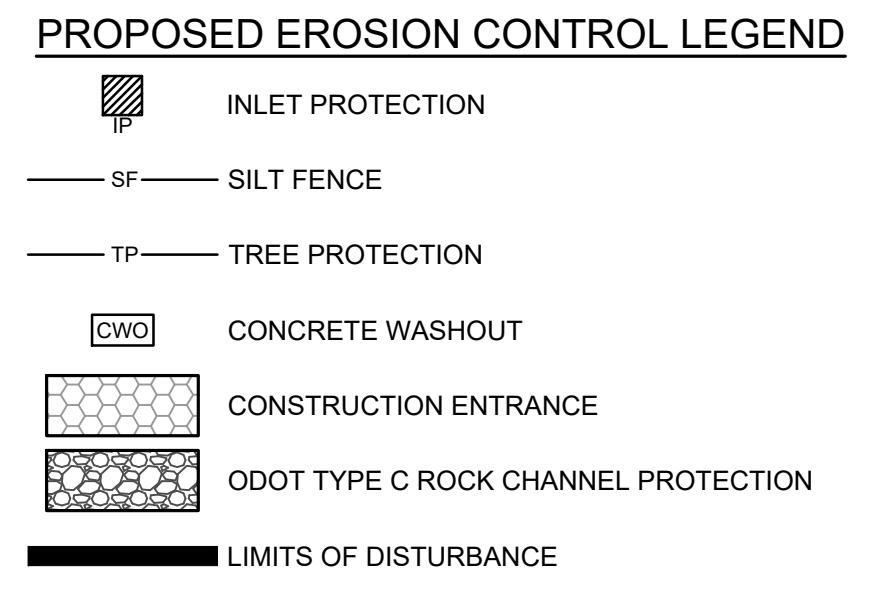 PROPOSED EROSION CONTROL LEGEND
IP
INLET PROTECTION
SF SILT FENCE
TP TREE PROTECTION
CWO CONCRETE WASHOUT
CONSTRUCTION ENTRANCE
ODOT TYPE C ROCK CHANNEL PROTECTION
LIMITS OF DISTURBANCE